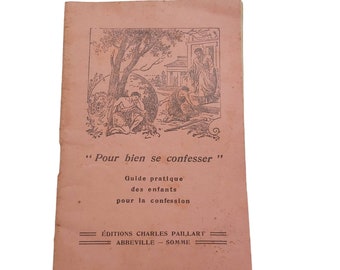 " Pour bien se confesser "
Guide pratique
des enfants
pour la confession
ÉDITIONS CHARLES PAILLART
ABBEVILLE — SOMME